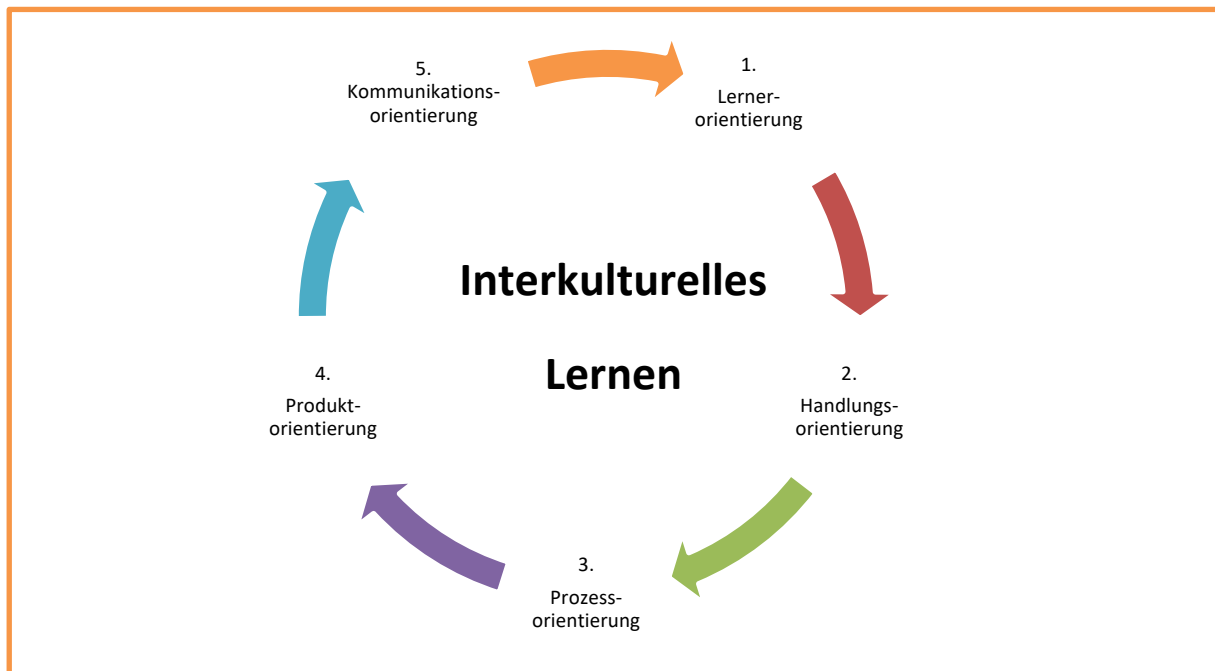 1.
Lerner-
orientierung
2.
Handlungs-
orientierung
3.
Prozess-
orientierung
4.
Produkt-
orientierung
5.
Kommunikations-
orientierung
Interkulturelles
Lernen